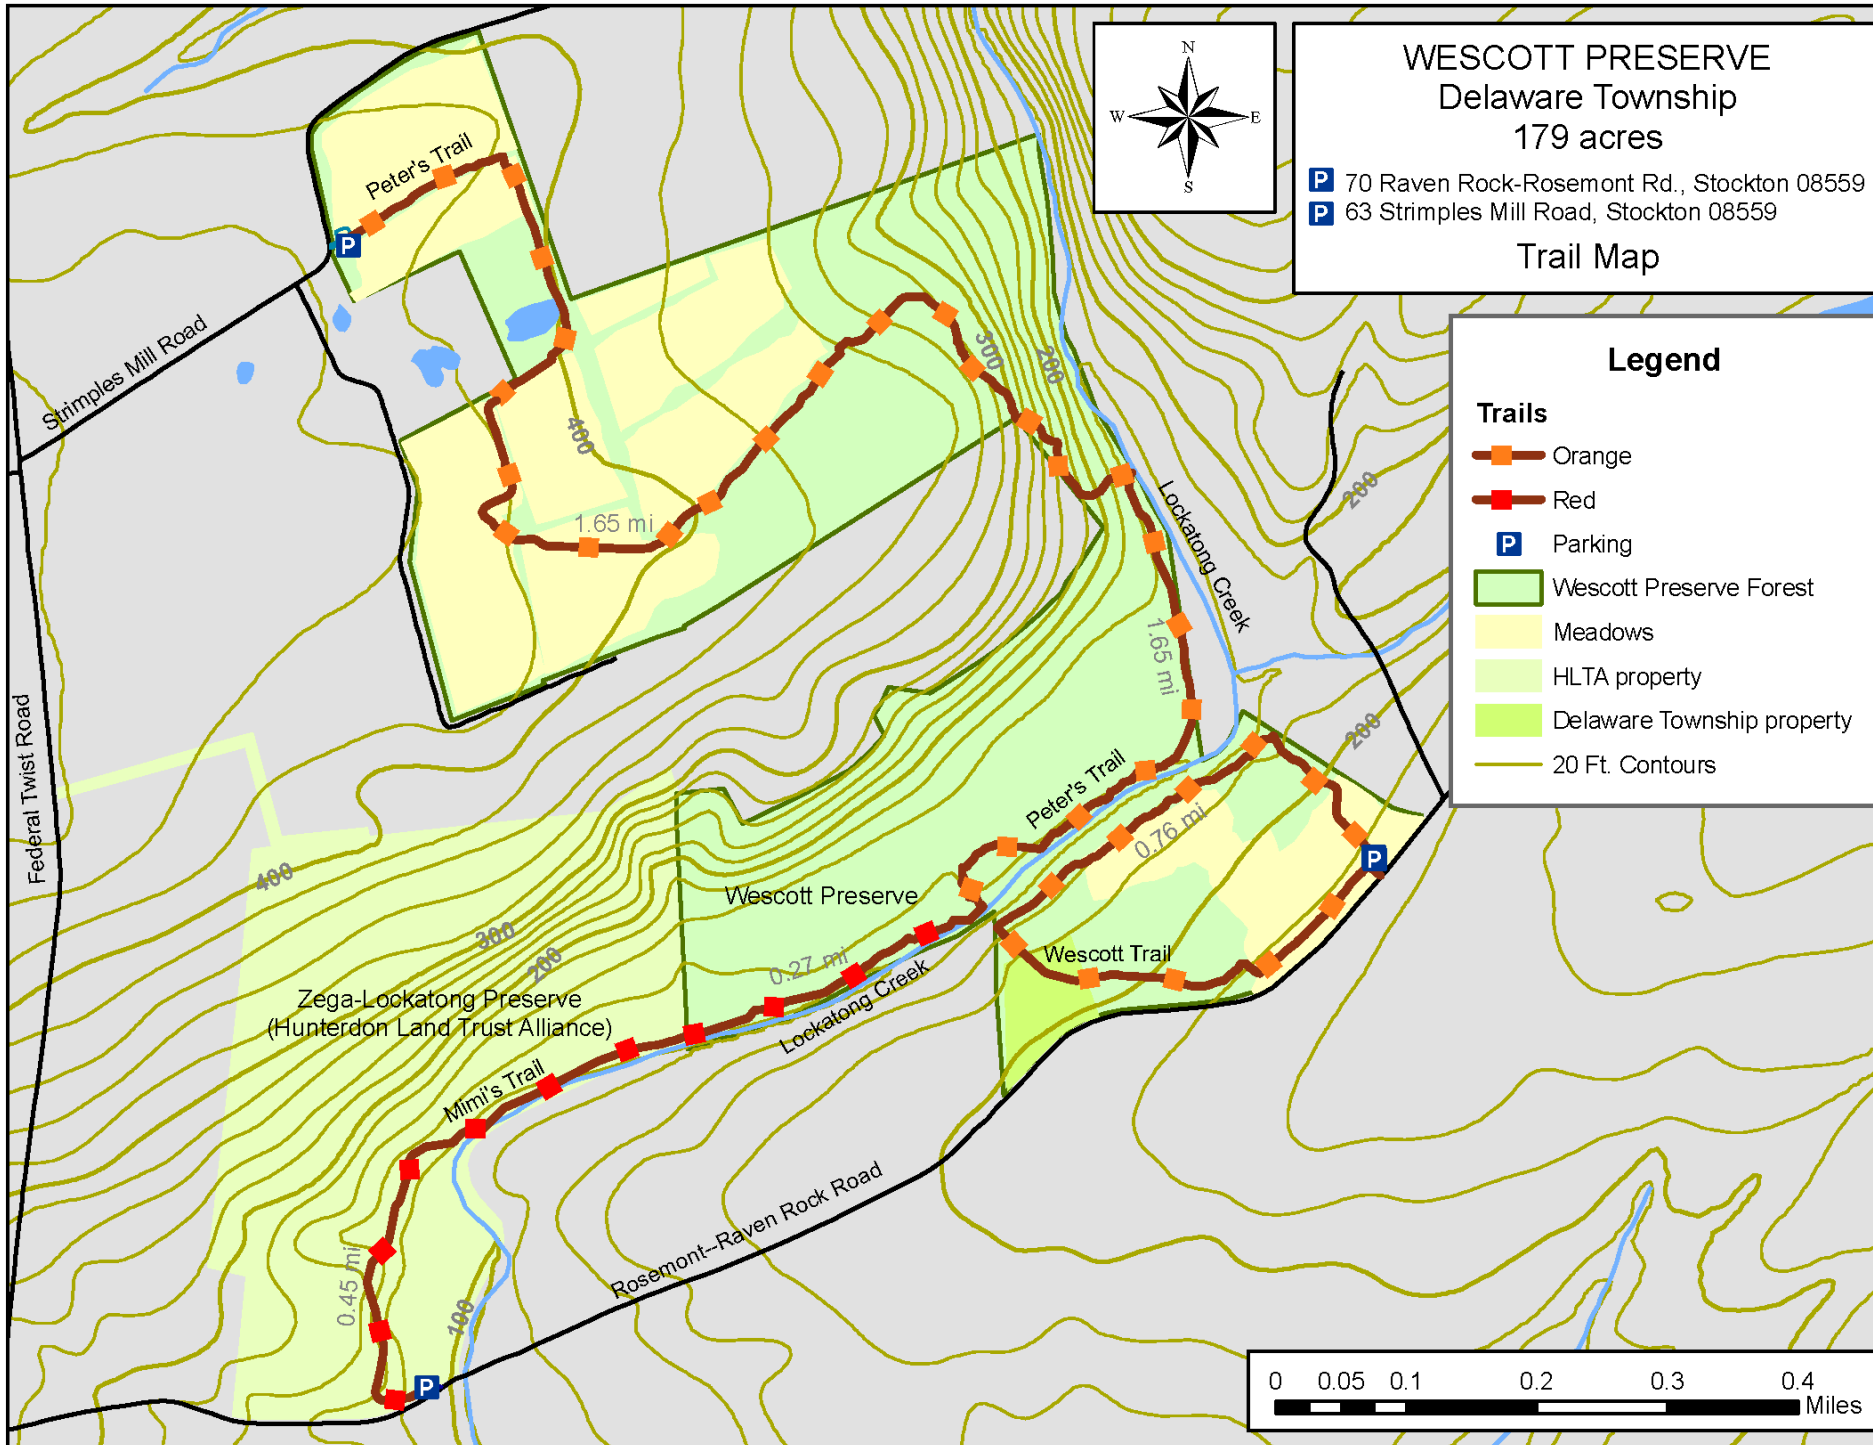 WESCOTT PRESERVE
Delaware Township
179 acres
P 70 Raven Rock-Rosemont Rd., Stockton 08559
P 63 Strimples Mill Road, Stockton 08559
Trail Map
N
W E
S
Legend
Trails
Orange
Red
P Parking
Wescott Preserve Forest
Meadows
HLTA property
Delaware Township property
20 Ft. Contours
Peter's Trail
P
Strimples Mill Road
400
1.65 mi
300
200
Lockatong Creek
200
1.65 mi
200
Federal Twist Road
Peter's Trail
0.76 mi
P
400
Wescott Preserve
300
200
0.27 mi
Wescott Trail
Lockatong Creek
Zega-Lockatong Preserve
(Hunterdon Land Trust Alliance)
Mimi's Trail
Rosemont--Raven Rock Road
0.45 mi
100
P
0 0.05 0.1 0.2 0.3 0.4
Miles